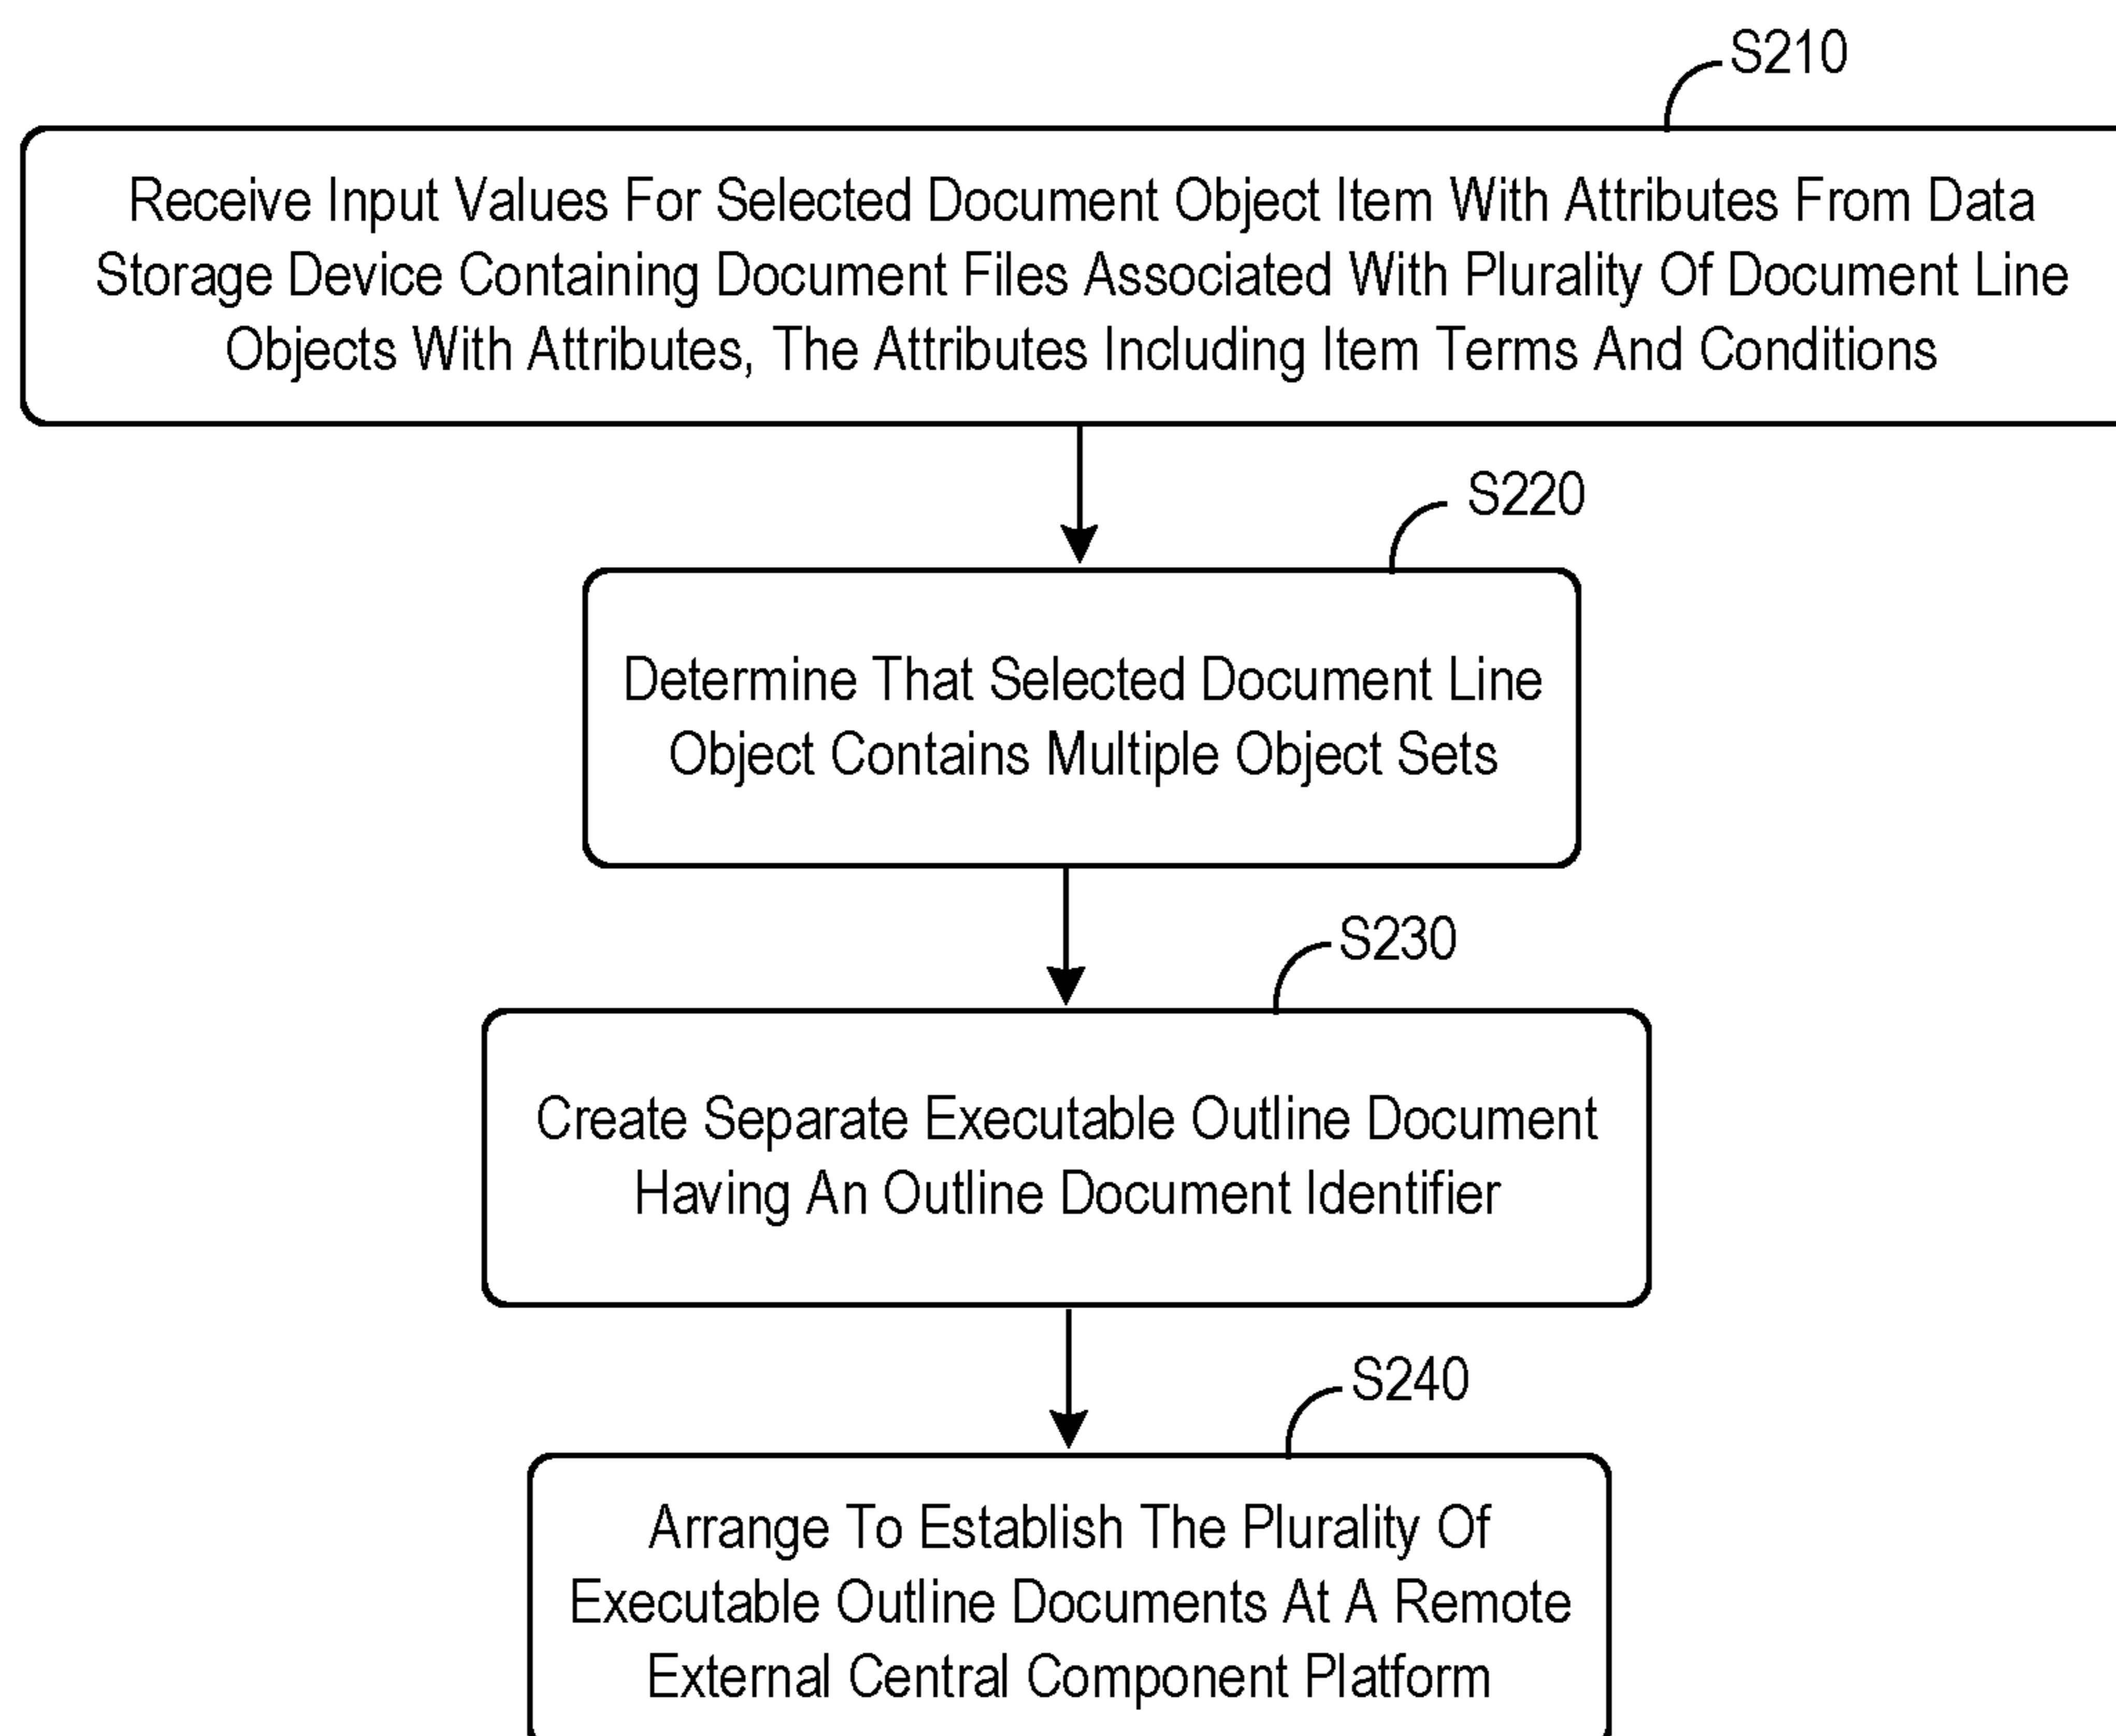 S210
Receive Input Values For Selected Document Object Item With Attributes From Data
Storage Device Containing Document Files Associated With Plurality Of Document Line
Objects With Attributes, The Attributes Including Item Terms And Conditions
S220
Determine That Selected Document Line
Object Contains Multiple Object Sets
S230
Create Separate Executable Outline Document
Having An Outline Document Identifier
S240
Arrange To Establish The Plurality Of
Executable Outline Documents At A Remote
External Central Component Platform